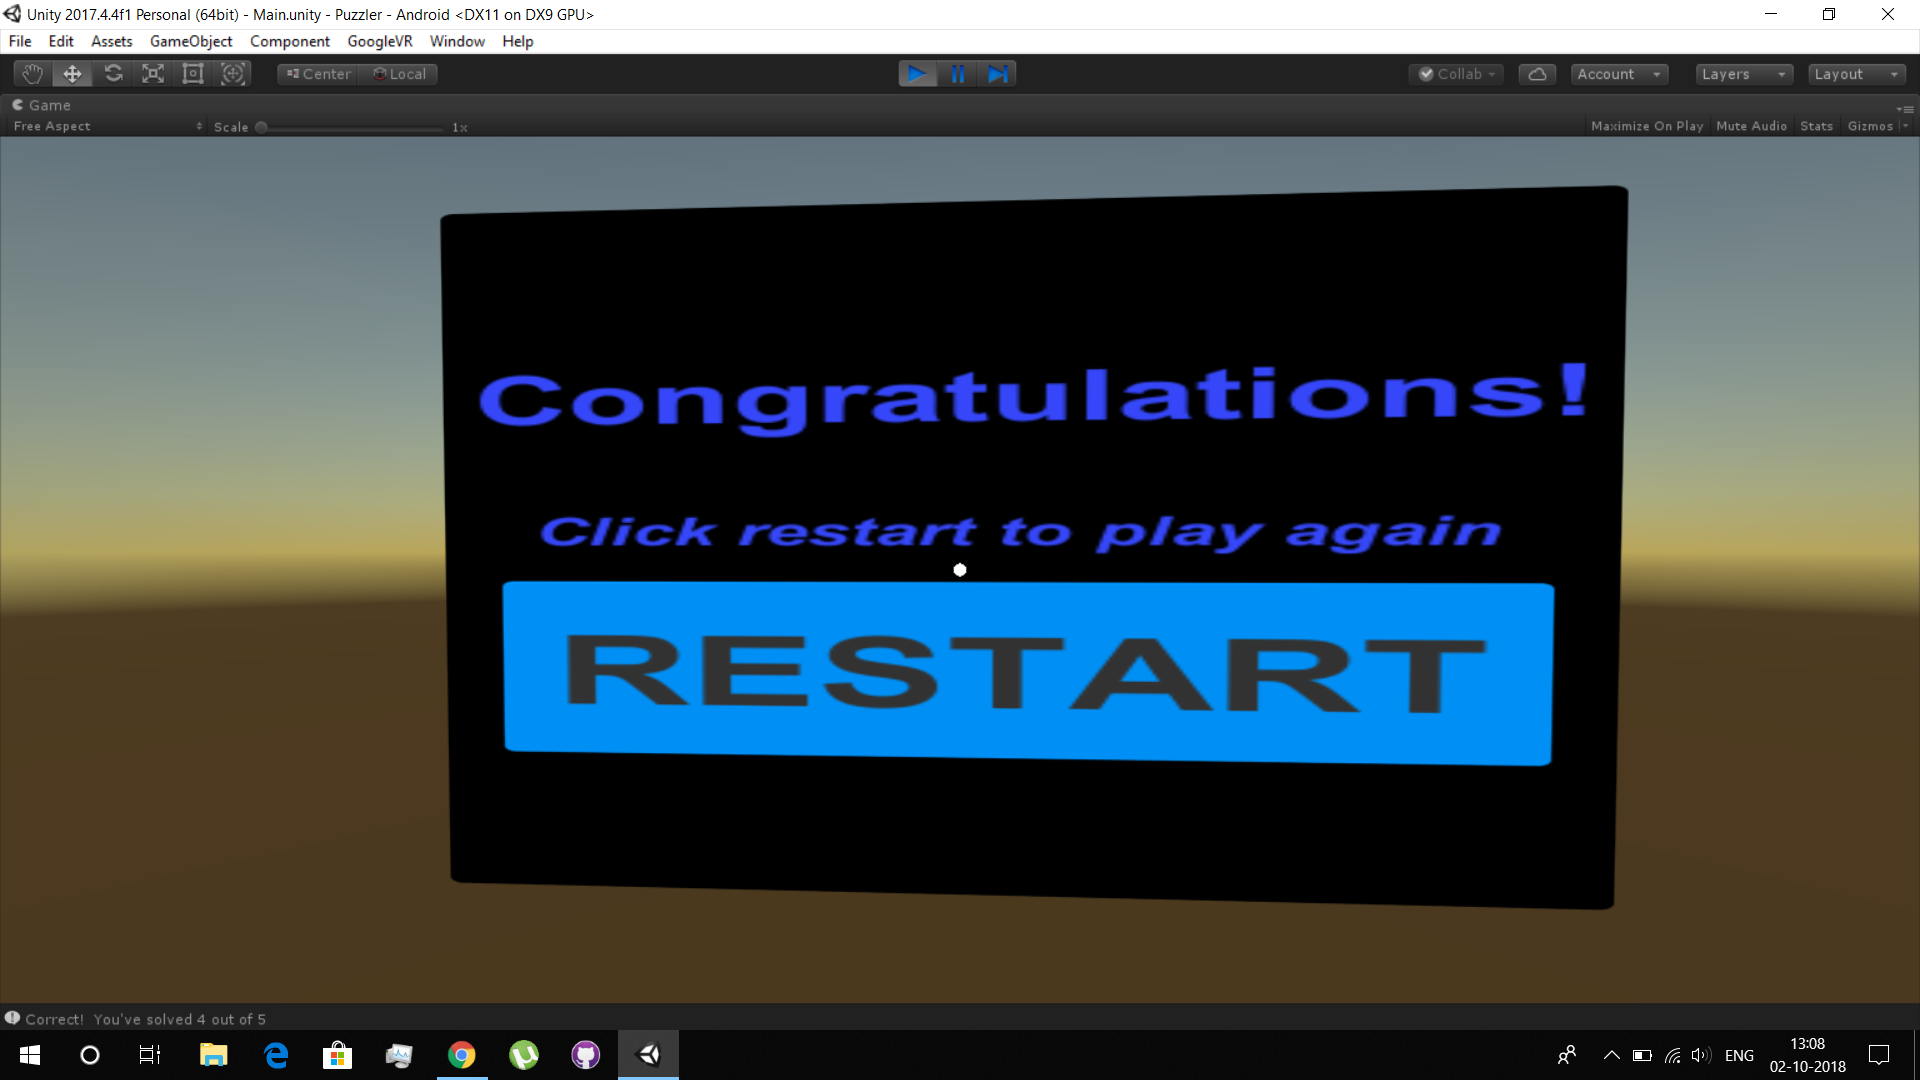 Unity 2017.4.4f1 Personal (64bit) - Main.unity - Puzzler - Android <DX11 on DX9 GPU>
File Edit Assets GameObject Component GoogleVR Window Help
Center Local Collab Account Layers Layout
Game
Free Aspect Scale 1x Maximize On Play Mute Audio Stats Gizmos
Congratulations!
Click restart to play again
RESTART
Correct! You've solved 4 out of 5
ENG
13:08
02-10-2018